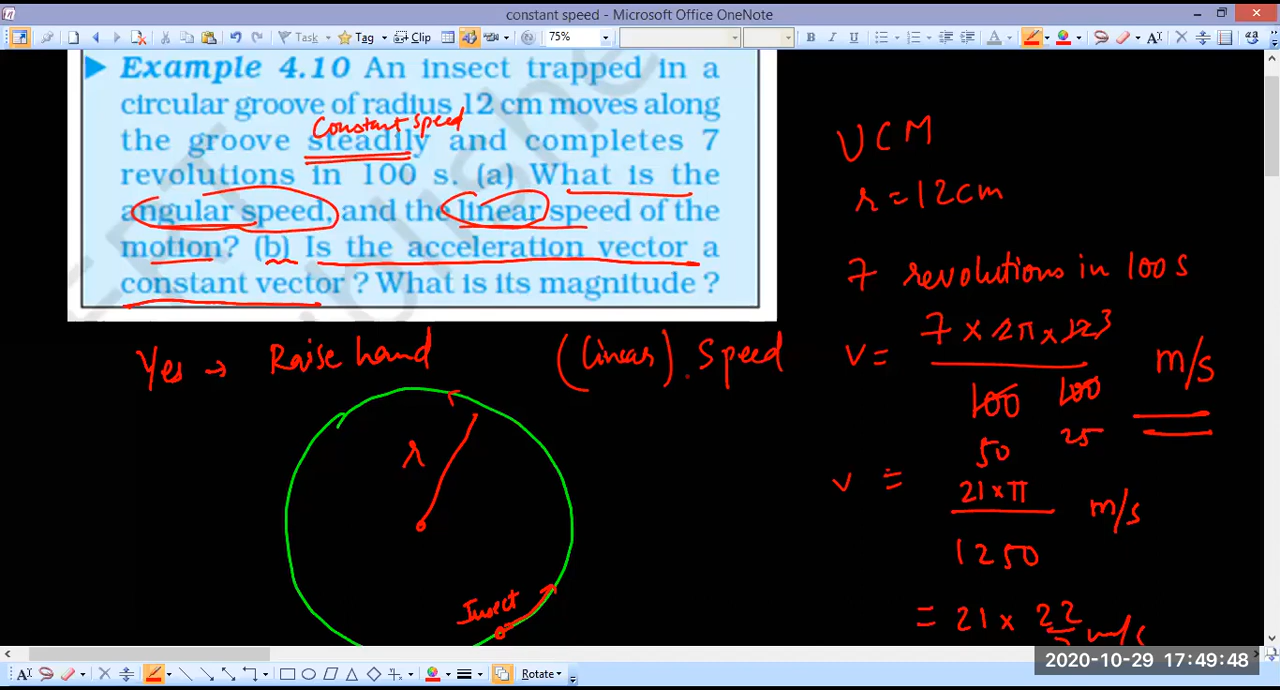 constant speed - Microsoft Office OneNote
Task Tag Clip 75% B I U
Example 4.10 An insect trapped in a
circular groove of radius 12 cm moves along
Constant speed
the groove steadily and completes 7
revolutions in 100 s. (a) What is the
angular speed, and the linear speed of the
motion? (b) Is the acceleration vector a
constant vector ? What is its magnitude ?
Yes → Raise hand
(linear). Speed
r
Insect
UCM
r = 12 cm
7 revolutions in 100 s
v = 7 × 2π × 12 3
100 100 m/s
50 25
v = 21 × π
1250 m/s
= 21 × 22 m/s
2020-10-29 17:49:48
Rotate